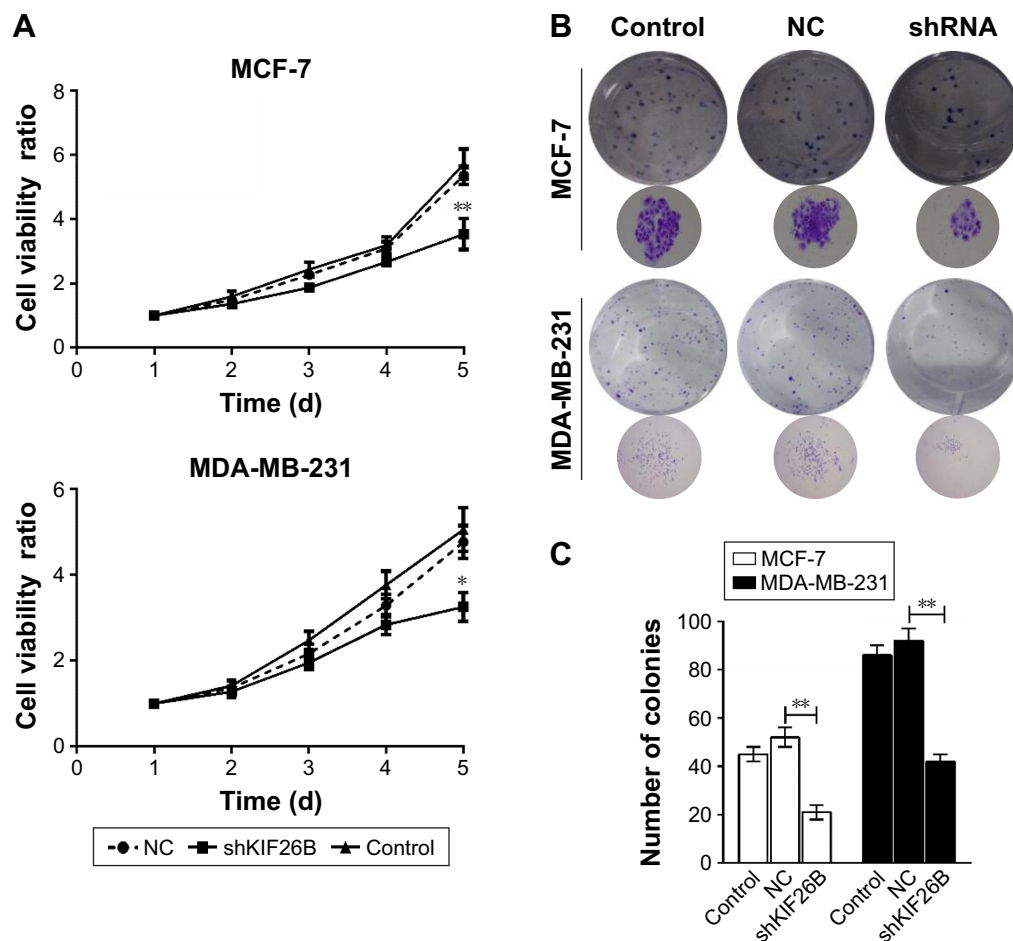 A
MCF-7
Cell viability ratio
8
6
4
2
0
0 1 2 3 4 5
**
Time (d)
MDA-MB-231
Cell viability ratio
6
4
2
0
0 1 2 3 4 5
*
Time (d)
NC shKIF26B Control
B
Control NC shRNA
MCF-7
MDA-MB-231
C
MCF-7
MDA-MB-231
Number of colonies
100
80
60
40
20
0
**
**
Control NC shKIF26B Control NC shKIF26B